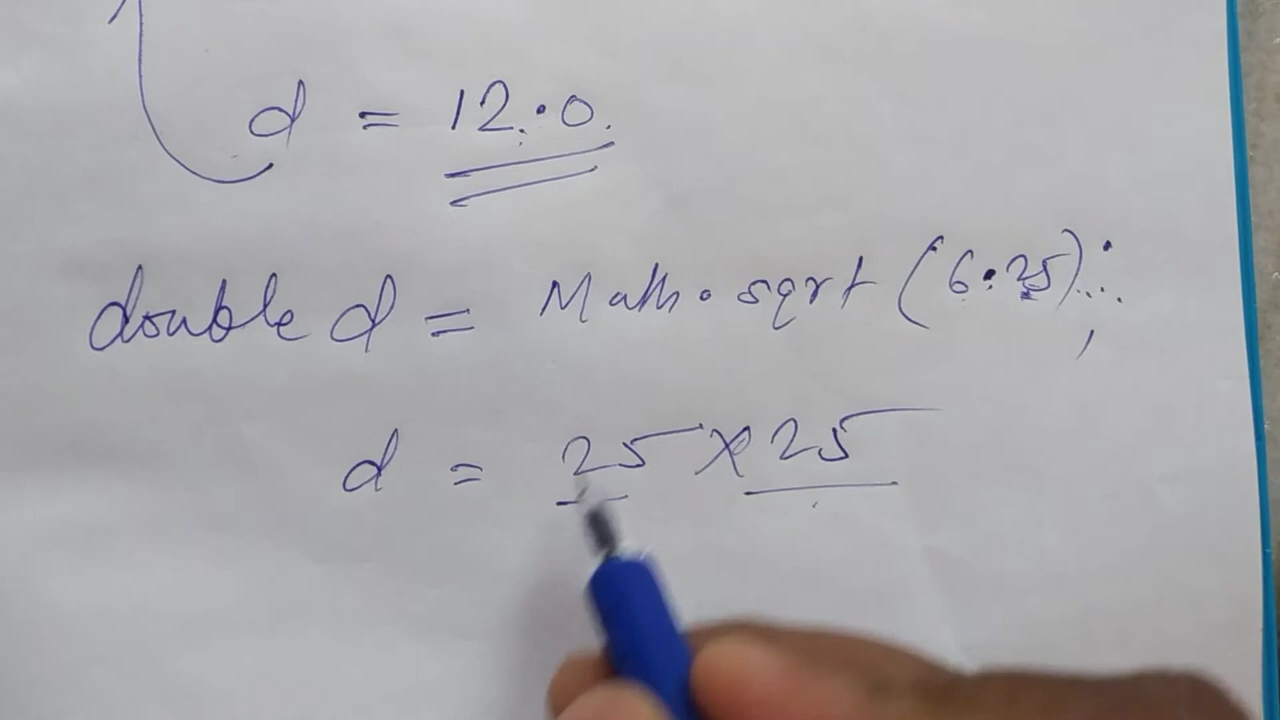 d = 12.0.
double d = Math.sqrt (6.25);
d = 25 x 25